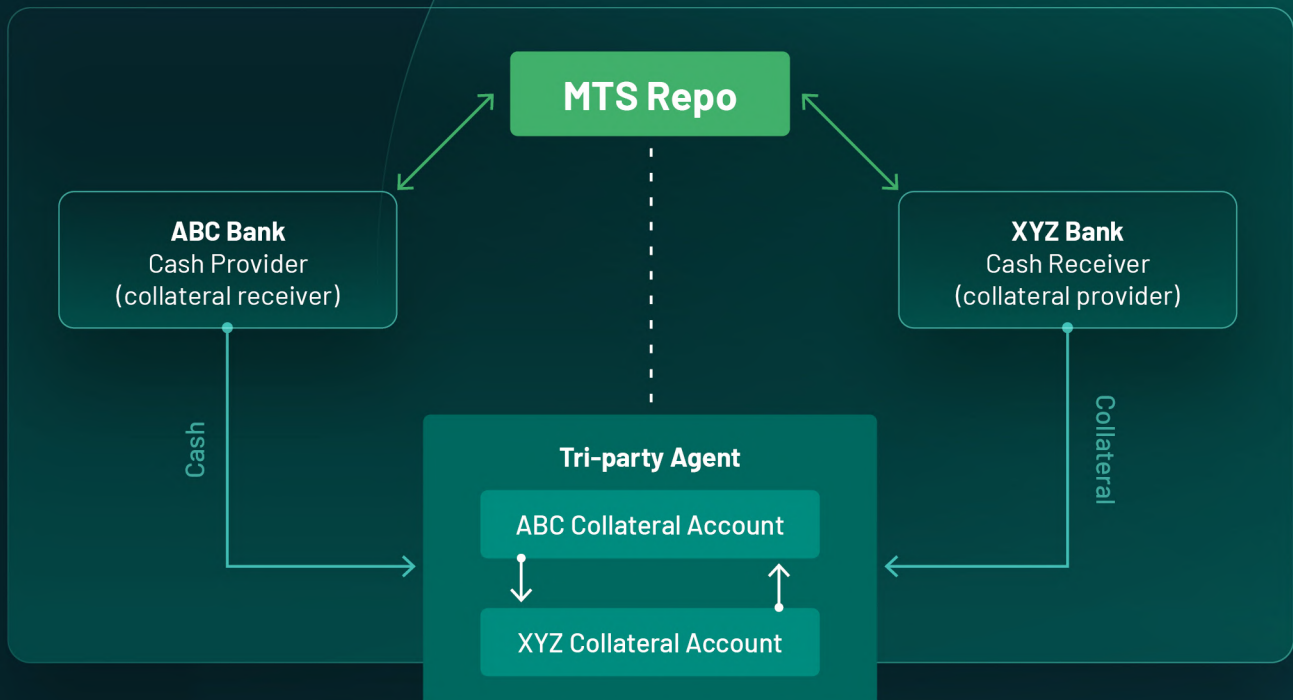 MTS Repo
ABC Bank
Cash Provider
(collateral receiver)
XYZ Bank
Cash Receiver
(collateral provider)
Cash
Collateral
Tri-party Agent
ABC Collateral Account
XYZ Collateral Account